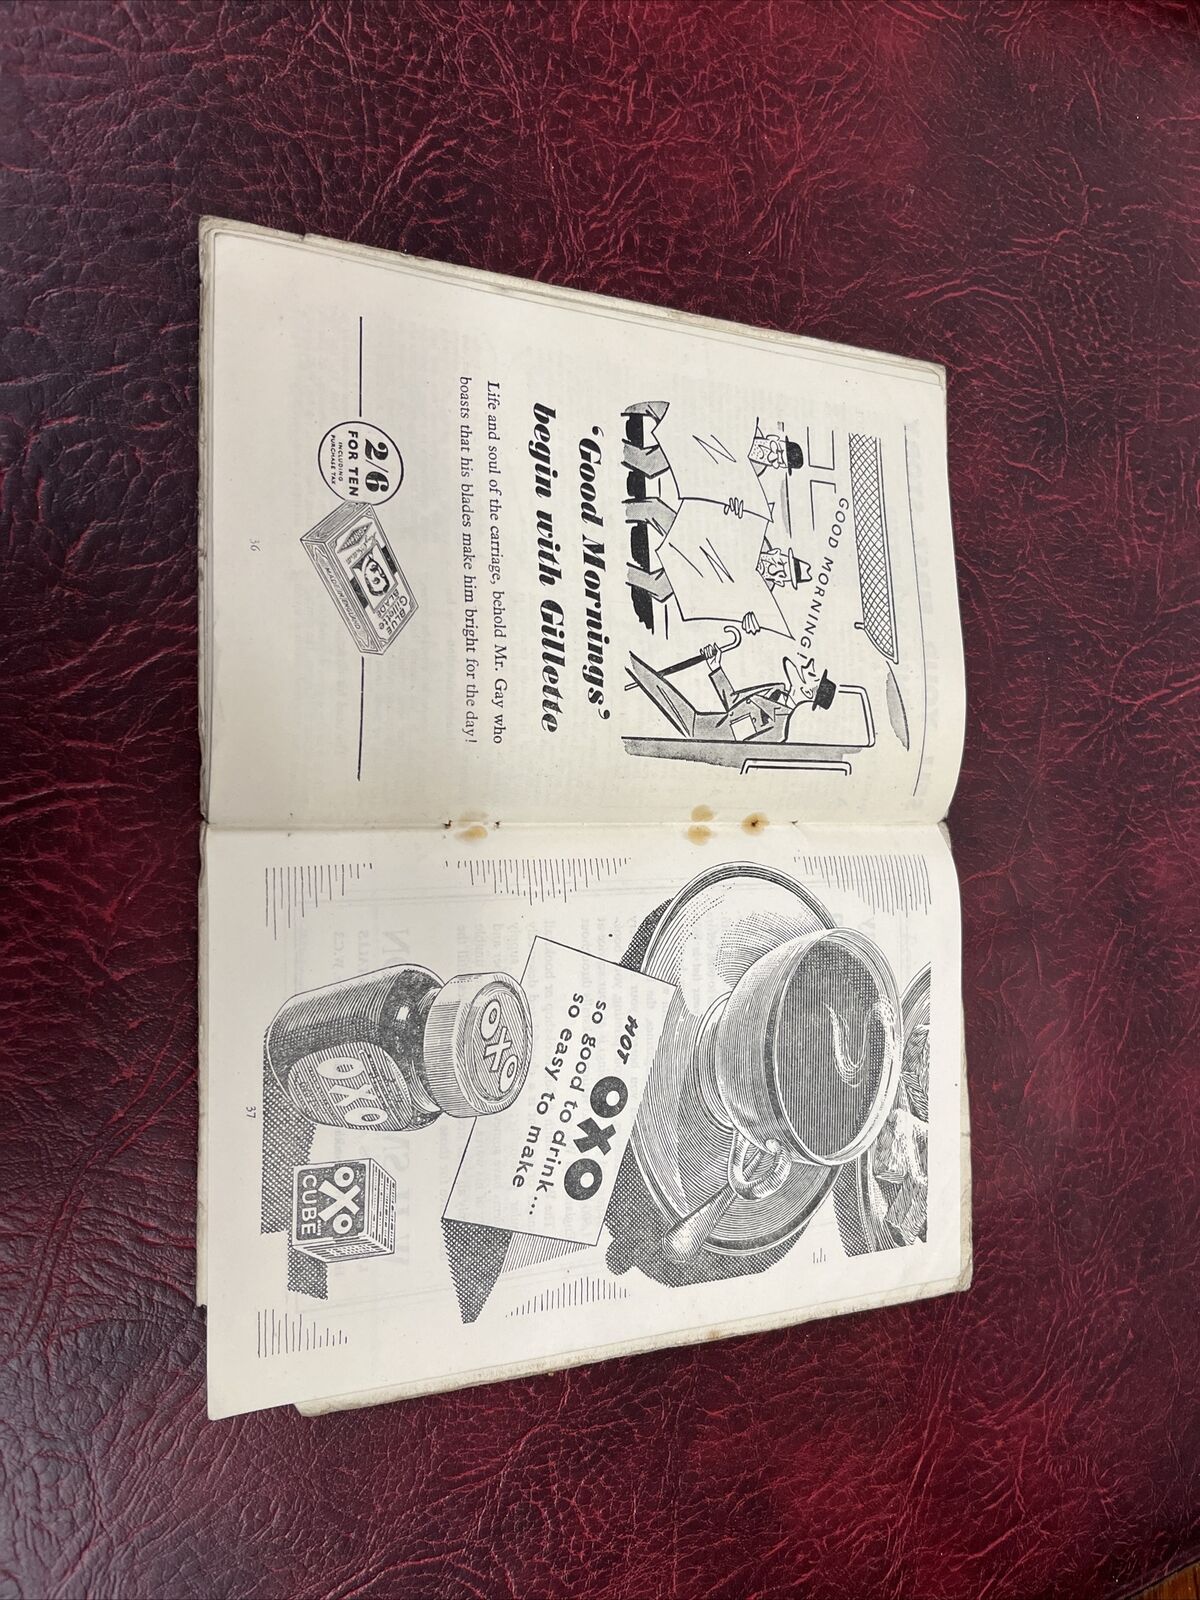 GOOD MORNING!
‘Good Mornings’
begin with Gillette
Life and soul of the carriage, behold Mr. Gay who
boasts that his blades make him bright for the day!
2/6
FOR TEN
INCLUDING
PURCHASE TAX
BLUE
Gillette
BLADES
36
HOT OXO
so good to drink...
so easy to make
OXO
OXO
OXO
CUBE
37